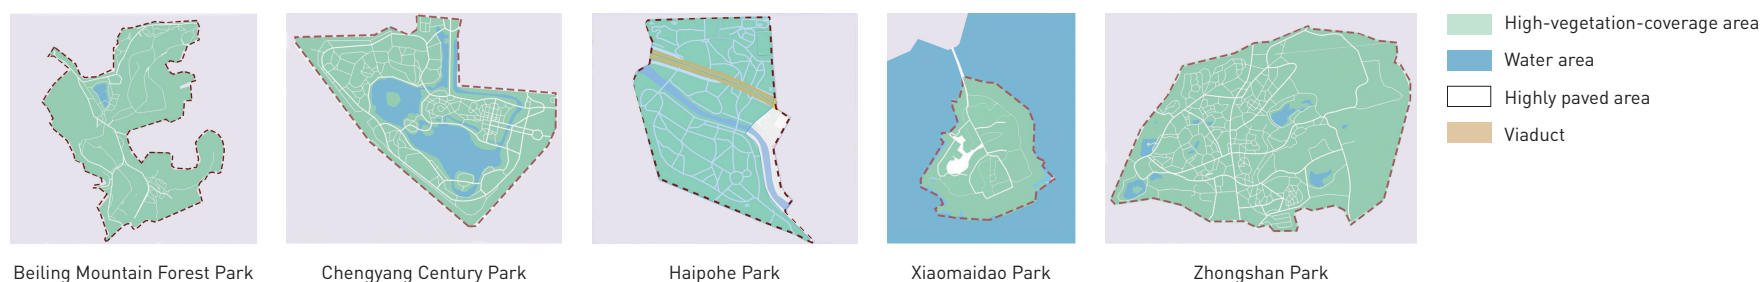 High-vegetation-coverage area
Water area
Highly paved area
Viaduct
Beiling Mountain Forest Park
Chengyang Century Park
Haipohe Park
Xiaomaidao Park
Zhongshan Park